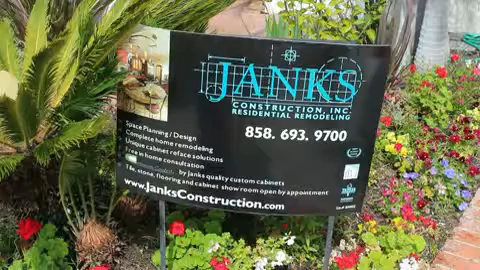 JANKS
CONSTRUCTION, INC.
RESIDENTIAL REMODELING
858. 693. 9700
Space Planning / Design
Complete home remodeling
Unique cabinet reface solutions
Free in home consultation
by Janks quality custom cabinets
Tile, stone, flooring and cabinet show room open by appointment
www.JanksConstruction.com